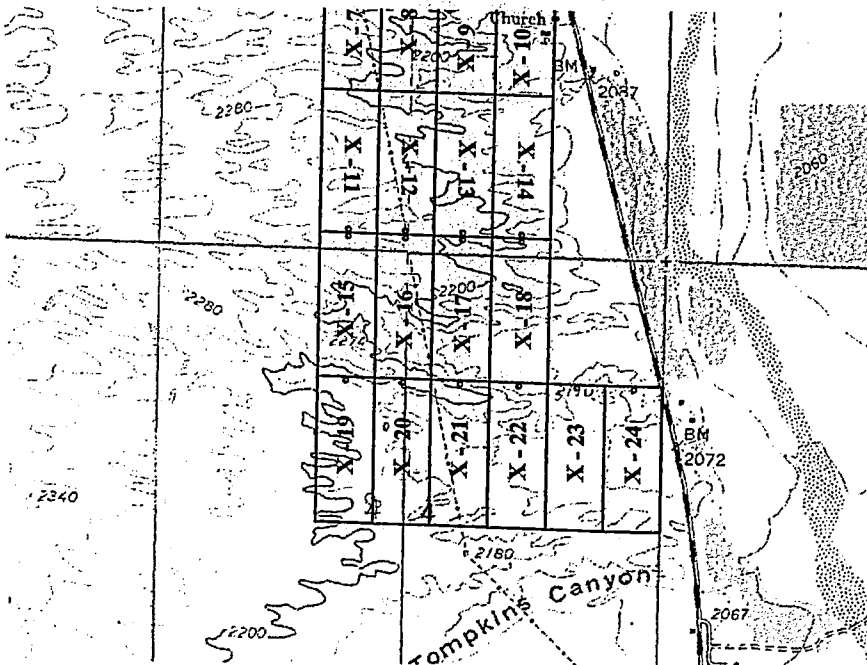 Church
X-7
X-8
X-9
X-10
2200
BM
2087
2280
X-11
X-12
X-13
X-14
2060
X-15
X-16
X-17
X-18
2200
2280
X-19
X-20
X-21
X-22
X-23
X-24
BM
2072
2340
2180
Tompkins Canyon
2200
2067